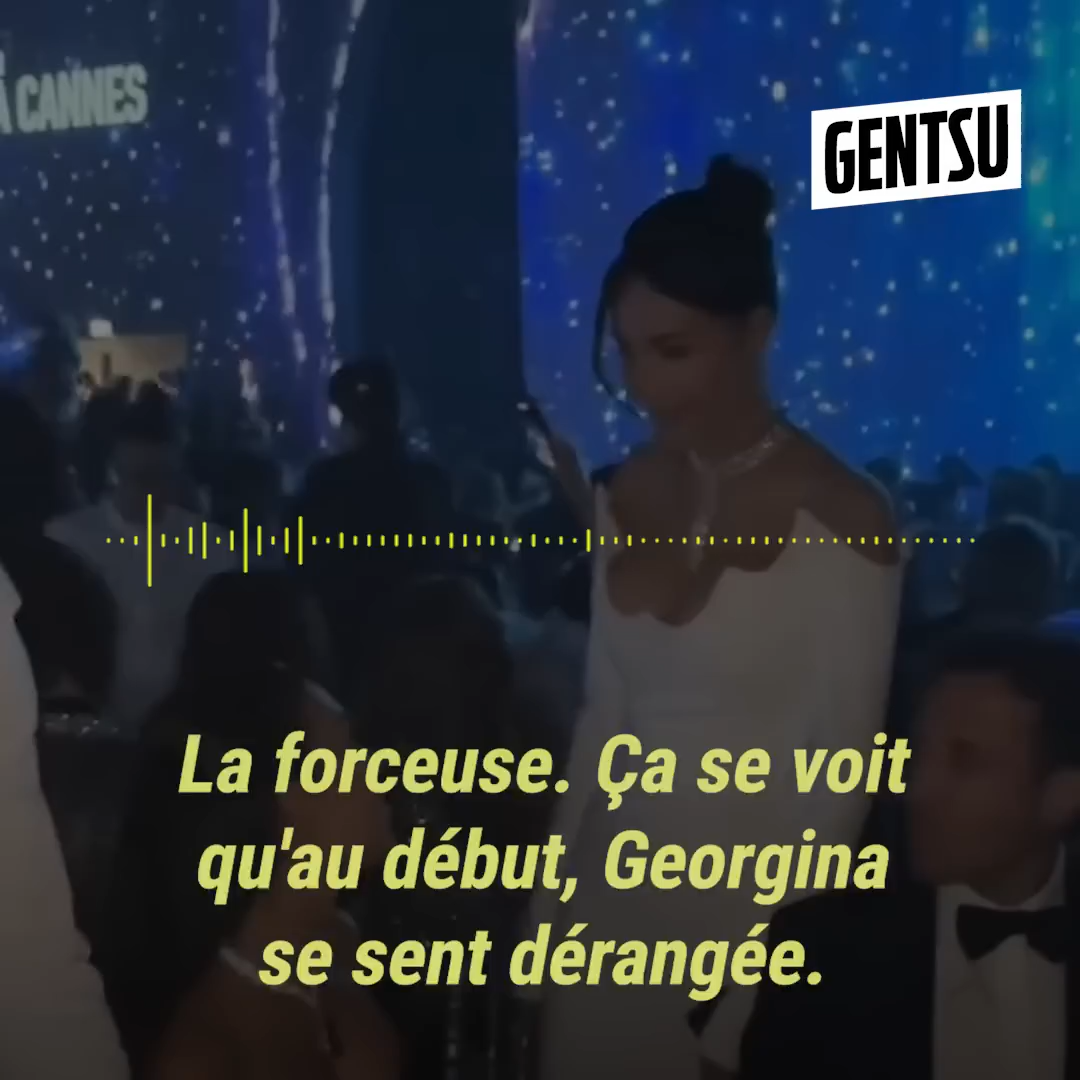 À CANNES
GENTSU
La forceuse. Ça se voit
qu'au début, Georgina
se sent dérangée.